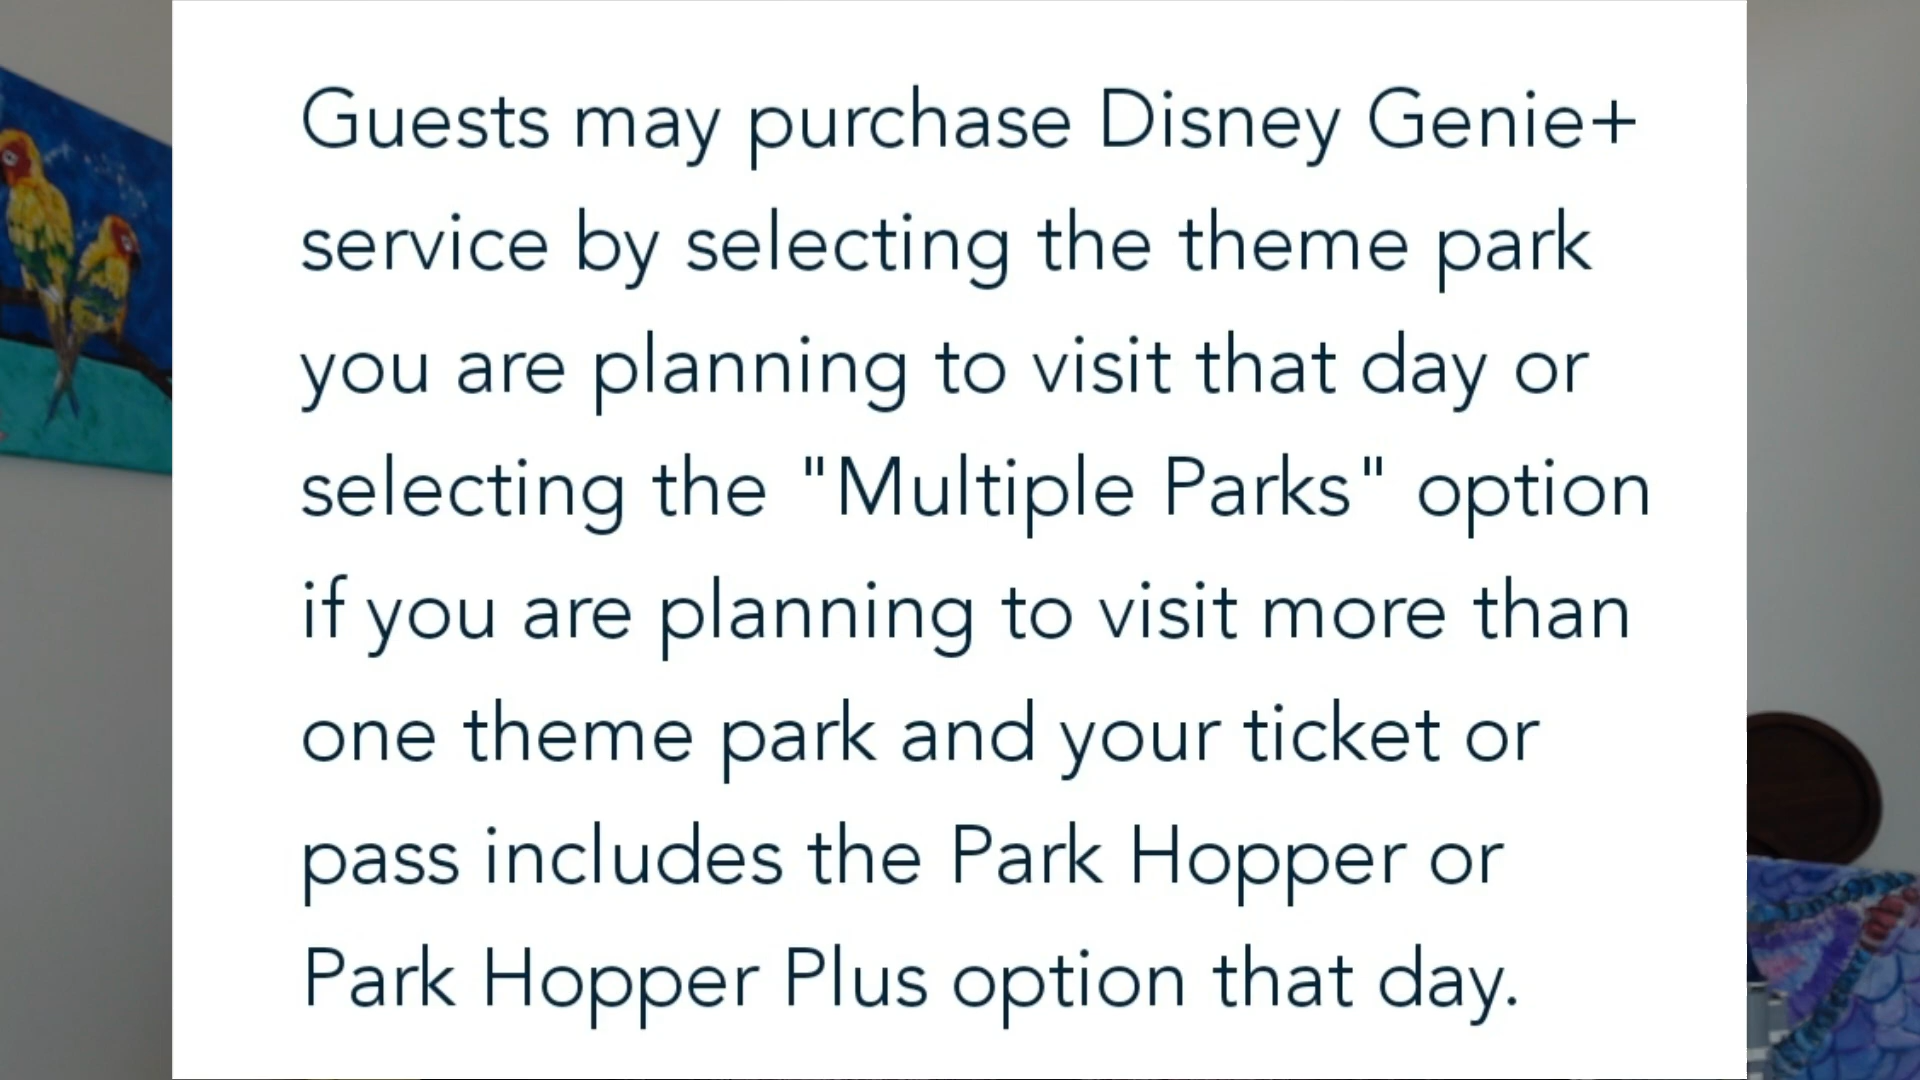 Guests may purchase Disney Genie+
service by selecting the theme park
you are planning to visit that day or
selecting the "Multiple Parks" option
if you are planning to visit more than
one theme park and your ticket or
pass includes the Park Hopper or
Park Hopper Plus option that day.